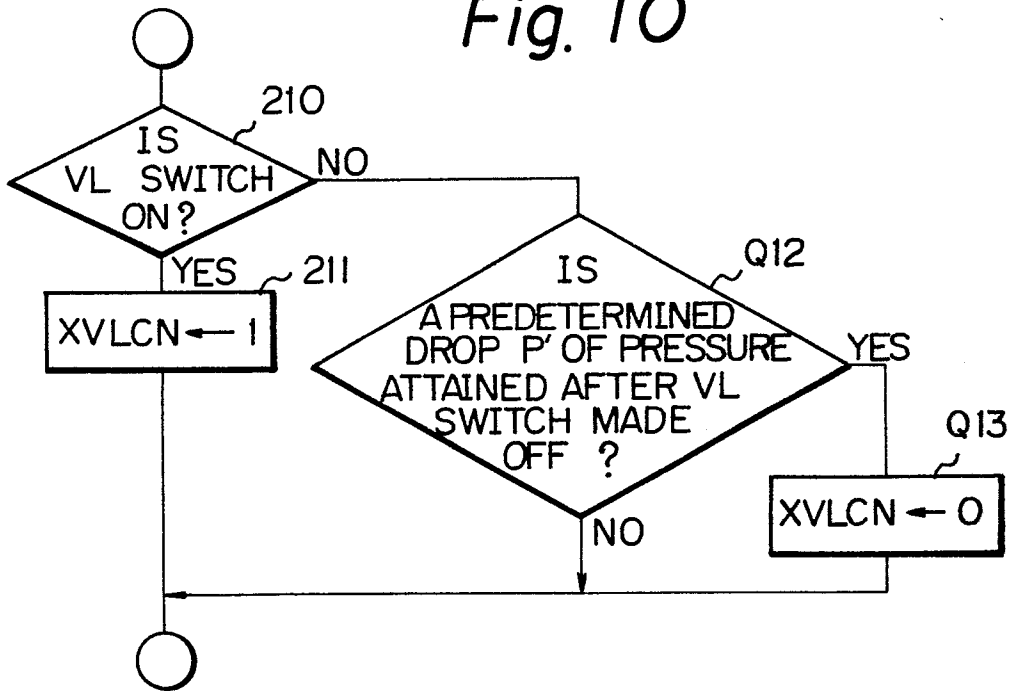 Fig. 10
210
IS
VL SWITCH
ON?
NO
YES
211
XVLCN ← 1
Q12
IS
A PREDETERMINED
DROP P' OF PRESSURE
ATTAINED AFTER VL
SWITCH MADE
OFF ?
YES
NO
Q13
XVLCN ← 0